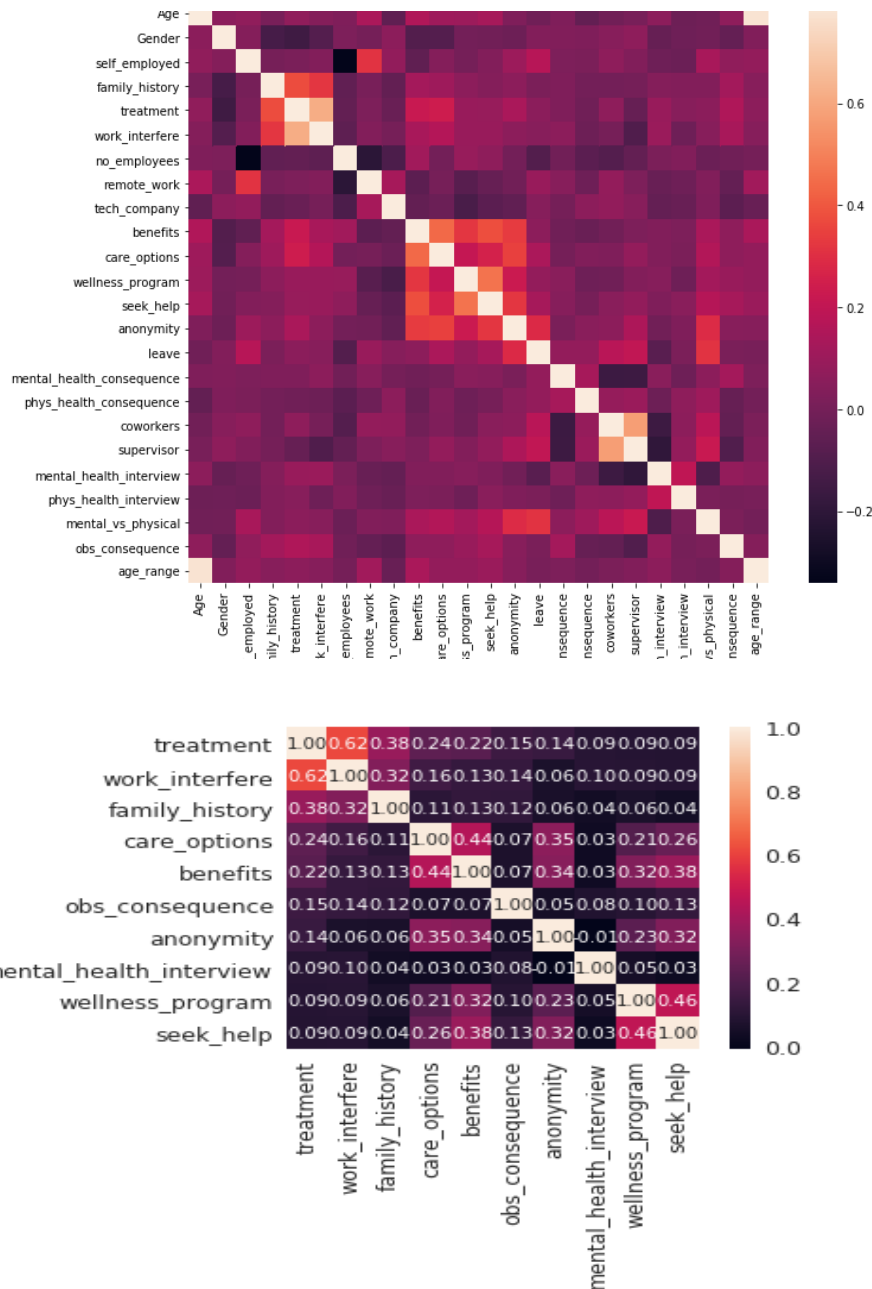 Age
Gender
self_employed
family_history
treatment
work_interfere
no_employees
remote_work
tech_company
benefits
care_options
wellness_program
seek_help
anonymity
leave
mental_health_consequence
phys_health_consequence
coworkers
supervisor
mental_health_interview
phys_health_interview
mental_vs_physical
obs_consequence
age_range
0.6
0.4
0.2
0.0
−0.2
Age
Gender
_employed
mily_history
treatment
k_interfere
employees
mote_work
n_company
benefits
are_options
ss_program
seek_help
anonymity
leave
nsequence
nsequence
coworkers
supervisor
h_interview
h_interview
vs_physical
nsequence
age_range
treatment 1.00 0.62 0.38 0.24 0.22 0.15 0.14 0.09 0.09 0.09
work_interfere 0.62 1.00 0.32 0.16 0.13 0.14 0.06 0.10 0.09 0.09
family_history 0.38 0.32 1.00 0.11 0.13 0.12 0.06 0.04 0.06 0.04
care_options 0.24 0.16 0.11 1.00 0.44 0.07 0.35 0.03 0.21 0.26
benefits 0.22 0.13 0.13 0.44 1.00 0.07 0.34 0.03 0.32 0.38
obs_consequence 0.15 0.14 0.12 0.07 0.07 1.00 0.05 0.08 0.10 0.13
anonymity 0.14 0.06 0.06 0.35 0.34 0.05 1.00 -0.01 0.23 0.32
mental_health_interview 0.09 0.10 0.04 0.03 0.03 0.08 -0.01 1.00 0.05 0.03
wellness_program 0.09 0.09 0.06 0.21 0.32 0.10 0.23 0.05 1.00 0.46
seek_help 0.09 0.09 0.04 0.26 0.38 0.13 0.32 0.03 0.46 1.00
1.0
0.8
0.6
0.4
0.2
0.0
treatment
work_interfere
family_history
care_options
benefits
obs_consequence
anonymity
mental_health_interview
wellness_program
seek_help